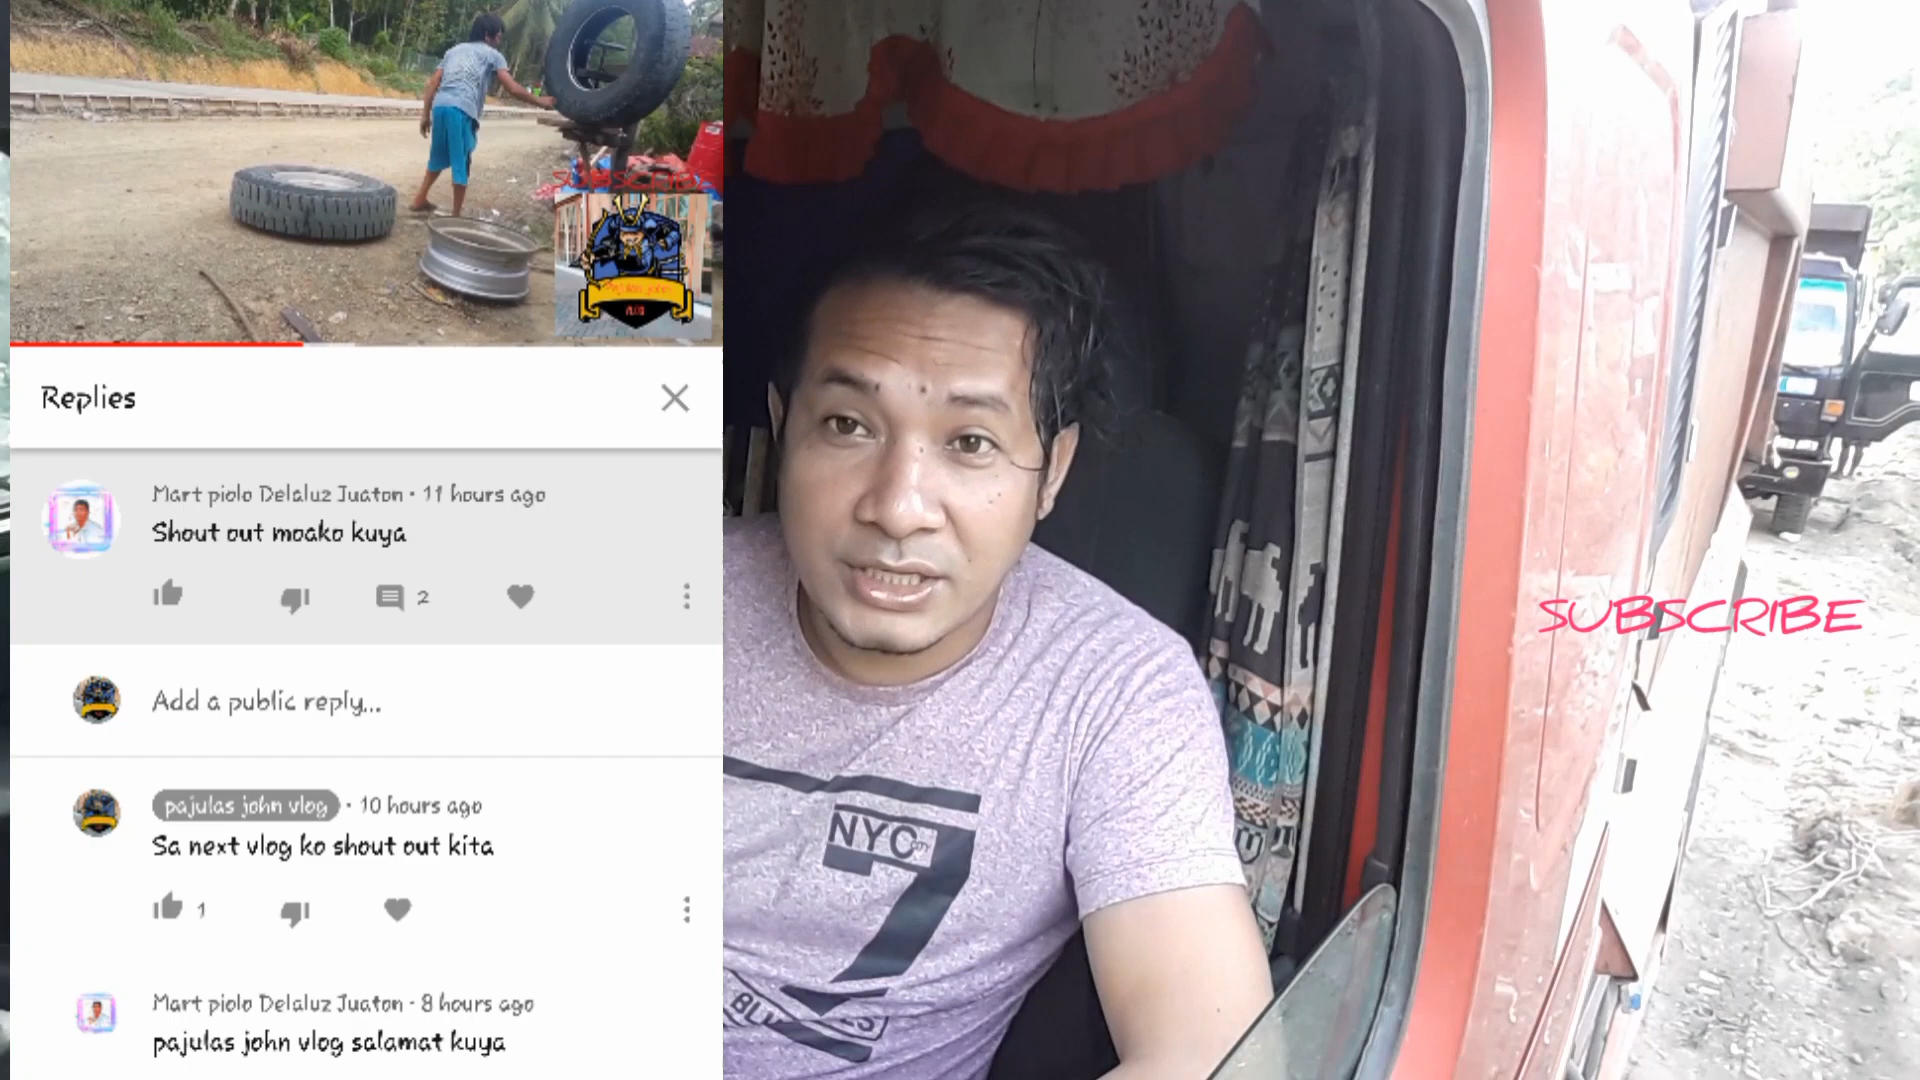 SUBSCRIBE
VLOG
Replies
Mart piolo Delaluz Juaton • 11 hours ago
Shout out moako kuya
2
Add a public reply...
pajulas john vlog • 10 hours ago
Sa next vlog ko shout out kita
1
Mart piolo Delaluz Juaton • 8 hours ago
pajulas john vlog salamat kuya
NYC
7
SUBSCRIBE